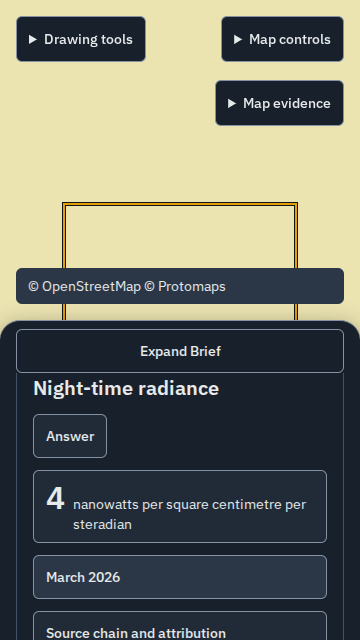 Drawing tools
Map controls
Map evidence
© OpenStreetMap © Protomaps
Expand Brief
Night-time radiance
Answer
4 nanowatts per square centimetre per
steradian
March 2026
Source chain and attribution